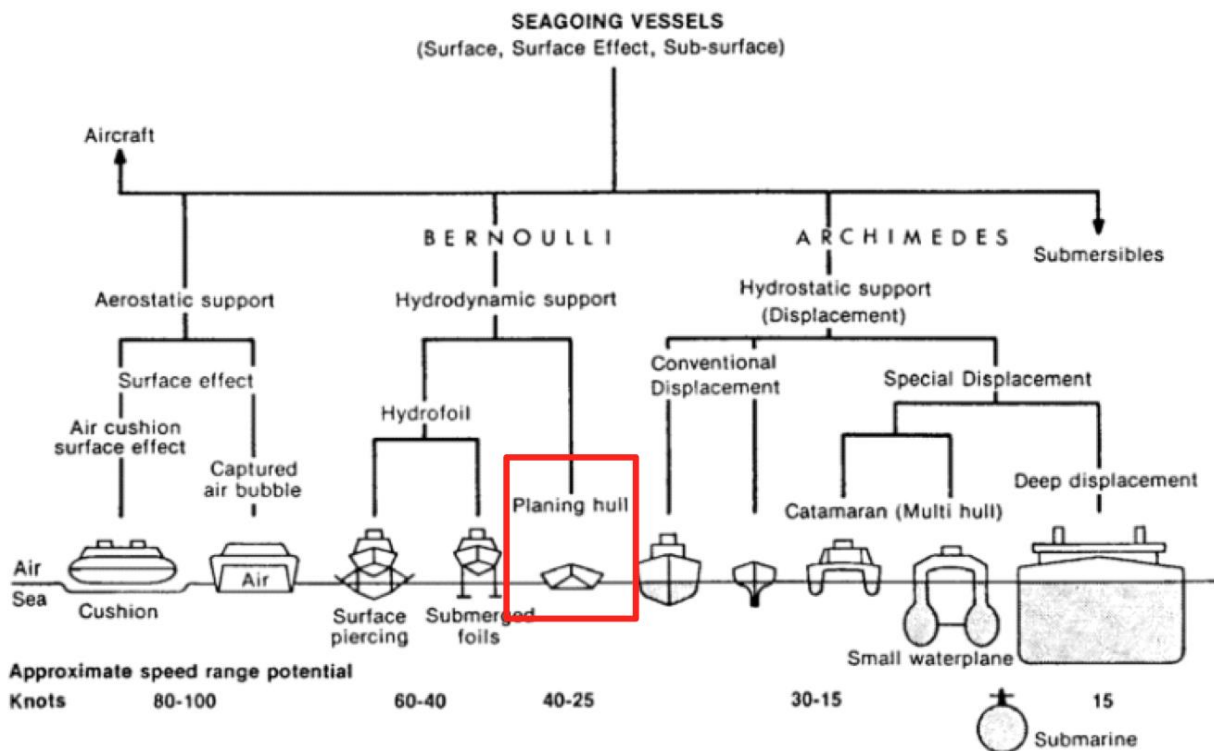 SEAGOING VESSELS
(Surface, Surface Effect, Sub-surface)
Aircraft
BERNOULLI
ARCHIMEDES
Submersibles
Aerostatic support
Hydrodynamic support
Hydrostatic support
(Displacement)
Surface effect
Conventional
Displacement
Special Displacement
Hydrofoil
Air cushion
surface effect
Captured
air bubble
Planing hull
Catamaran (Multi hull)
Deep displacement
Air
Sea
Air
Cushion
Surface
piercing
Submerged
foils
Small waterplane
Approximate speed range potential
Knots 80-100 60-40 40-25 30-15 15
Submarine